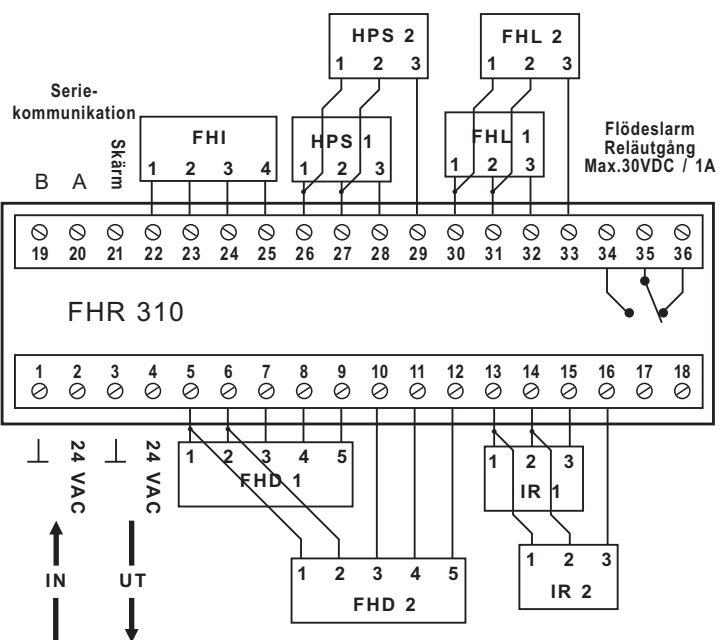 HPS 2
1 2 3
FHL 2
1 2 3
Serie-
kommunikation
B A Skärm
FHI
1 2 3 4
HPS 1
1 2 3
FHL 1
1 2 3
Flödeslarm
Reläutgång
Max.30VDC / 1A
19 20 21 22 23 24 25 26 27 28 29 30 31 32 33 34 35 36
FHR 310
1 2 3 4 5 6 7 8 9 10 11 12 13 14 15 16 17 18
24 VAC
24 VAC
1 2 3 4 5
FHD 1
1 2 3
IR 1
IN
UT
1 2 3 4 5
FHD 2
1 2 3
IR 2